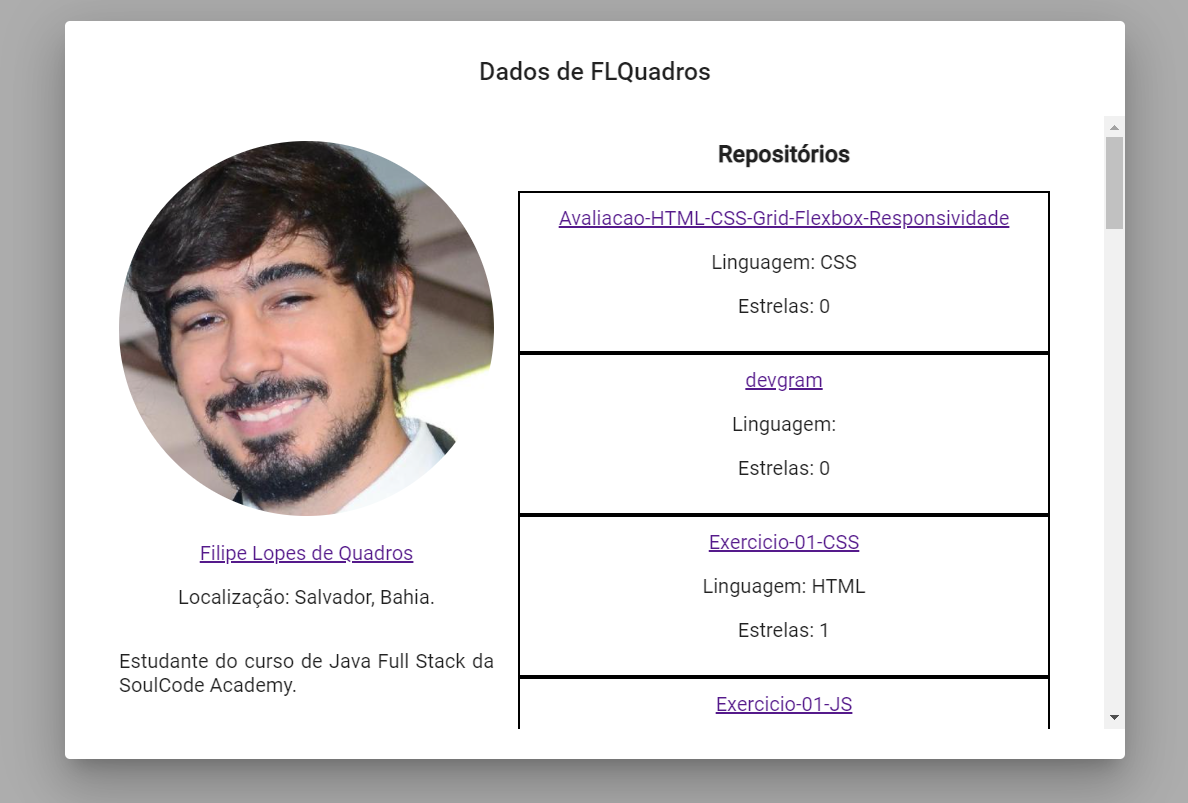 Dados de FLQuadros
Filipe Lopes de Quadros
Localização: Salvador, Bahia.
Estudante do curso de Java Full Stack da
SoulCode Academy.
Repositórios
Avaliacao-HTML-CSS-Grid-Flexbox-Responsividade
Linguagem: CSS
Estrelas: 0
devgram
Linguagem:
Estrelas: 0
Exercicio-01-CSS
Linguagem: HTML
Estrelas: 1
Exercicio-01-JS